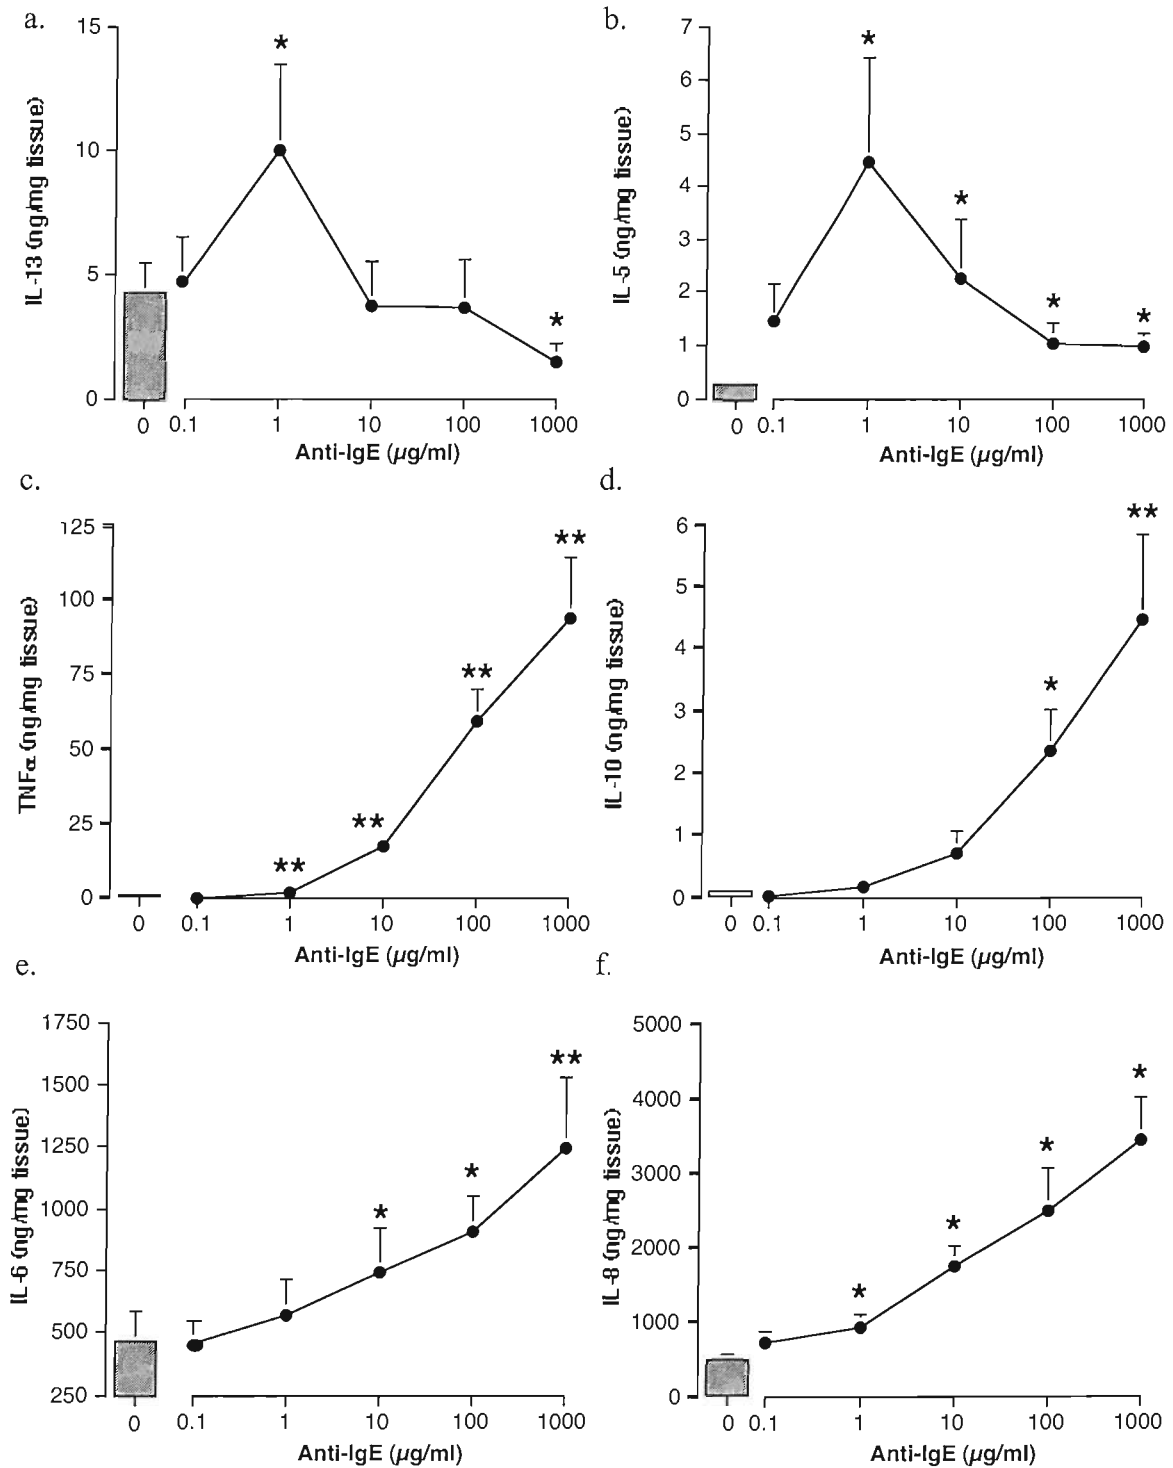 a.
15
10
5
0
IL-13 (ng/mg tissue)
*
*
0 0.1 1 10 100 1000
Anti-IgE (µg/ml)
b.
7
6
5
4
3
2
1
0
IL-5 (ng/mg tissue)
*
*
*
*
0 0.1 1 10 100 1000
Anti-IgE (µg/ml)
c.
125
100
75
50
25
0
TNFα (ng/mg tissue)
**
**
**
**
0 0.1 1 10 100 1000
Anti-IgE (µg/ml)
d.
6
5
4
3
2
1
0
IL-10 (ng/mg tissue)
**
*
0 0.1 1 10 100 1000
Anti-IgE (µg/ml)
e.
1750
1500
1250
1000
750
500
250
IL-6 (ng/mg tissue)
**
*
*
0 0.1 1 10 100 1000
Anti-IgE (µg/ml)
f.
5000
4000
3000
2000
1000
0
IL-8 (ng/mg tissue)
*
*
*
*
0 0.1 1 10 100 1000
Anti-IgE (µg/ml)